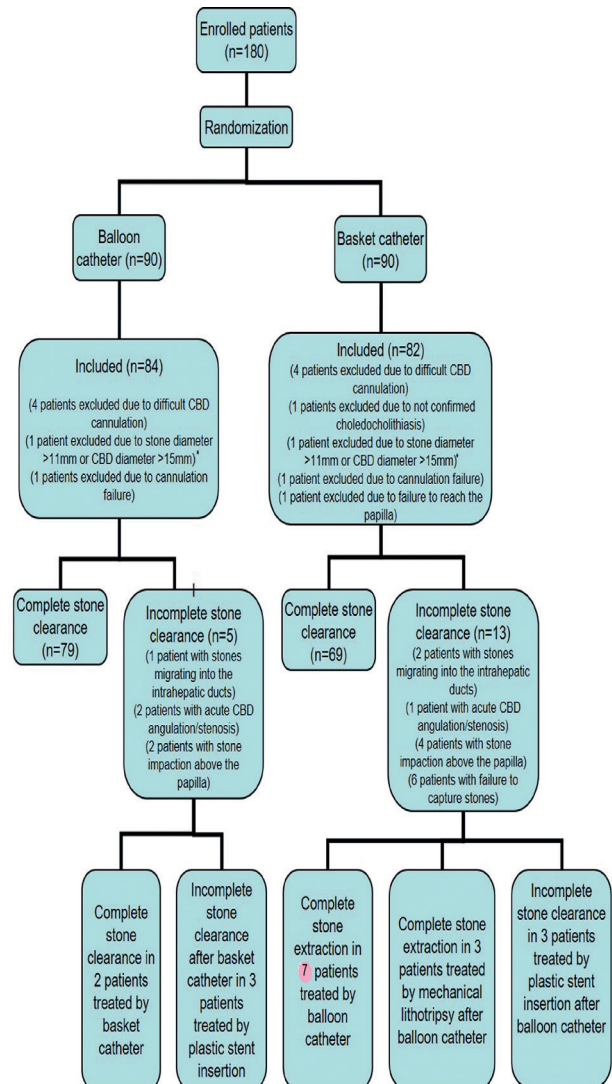 Enrolled patients
(n=180)
Randomization
Balloon
catheter (n=90)
Basket catheter
(n=90)
Included (n=84)
(4 patients excluded due to difficult CBD
cannulation)
(1 patient excluded due to stone diameter
>11mm or CBD diameter >15mm)*
(1 patients excluded due to cannulation
failure)
Included (n=82)
(4 patients excluded due to difficult CBD
cannulation)
(1 patient excluded due to not confirmed
choledocholithiasis)
(1 patient excluded due to stone diameter
>11mm or CBD diameter >15mm)*
(1 patient excluded due to cannulation failure)
(1 patient excluded due to failure to reach the
papilla)
Complete stone
clearance
(n=79)
Incomplete stone
clearance (n=5)
(1 patient with stones
migrating into the
intrahepatic ducts)
(2 patients with acute CBD
angulation/stenosis)
(2 patients with stone
impaction above the
papilla)
Complete stone
clearance
(n=69)
Incomplete stone
clearance (n=13)
(2 patients with stones
migrating into the intrahepatic
ducts)
(1 patient with acute CBD
angulation/stenosis)
(4 patients with stone
impaction above the papilla)
(6 patients with failure to
capture stones)
Complete
stone
clearance in
2 patients
treated by
basket
catheter
Incomplete
stone
clearance
after basket
catheter in 3
patients
treated by
plastic stent
insertion
Complete
stone
extraction in
7 patients
treated by
balloon
catheter
Complete stone
extraction in 3
patients treated
by mechanical
lithotripsy after
balloon catheter
Incomplete
stone clearance
in 3 patients
treated by
plastic stent
insertion after
balloon catheter